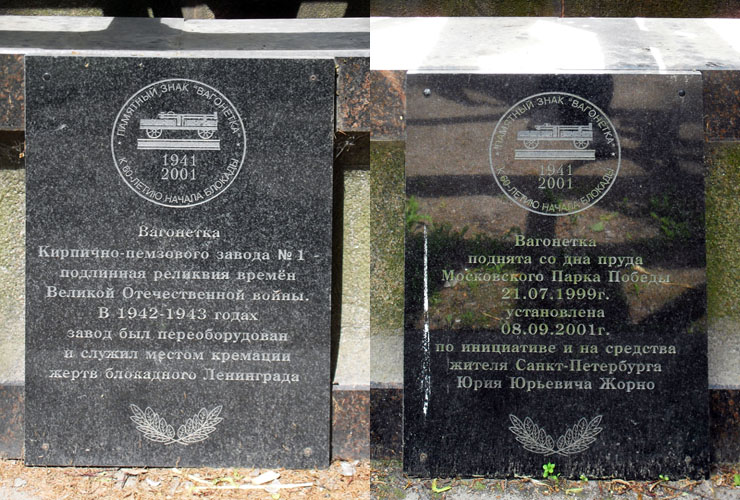 ПАМЯТНЫЙ ЗНАК "ВАГОНЕТКА"
1941
2001
К 60-ЛЕТИЮ НАЧАЛА БЛОКАДЫ
Вагонетка
Кирпично-пемзового завода №1 -
подлинная реликвия времён
Великой Отечественной войны.
В 1942-1943 годах
завод был переоборудован
и служил местом кремации
жертв блокадного Ленинграда
ПАМЯТНЫЙ ЗНАК "ВАГОНЕТКА"
1941
2001
К 60-ЛЕТИЮ НАЧАЛА БЛОКАДЫ
Вагонетка
поднята со дна пруда
Московского Парка Победы
21.07.1999г.
установлена
08.09.2001г.
по инициативе и на средства
жителя Санкт-Петербурга
Юрия Юрьевича Жорно